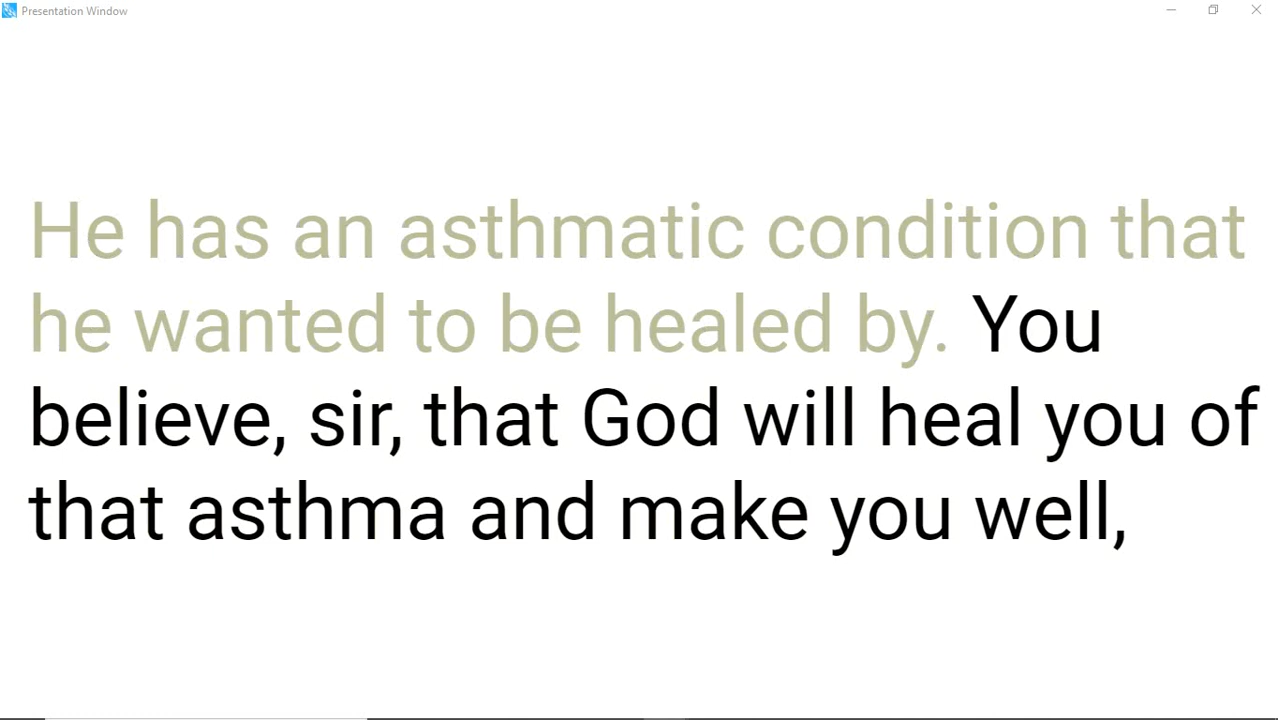 Presentation Window
He has an asthmatic condition that
he wanted to be healed by. You
believe, sir, that God will heal you of
that asthma and make you well,